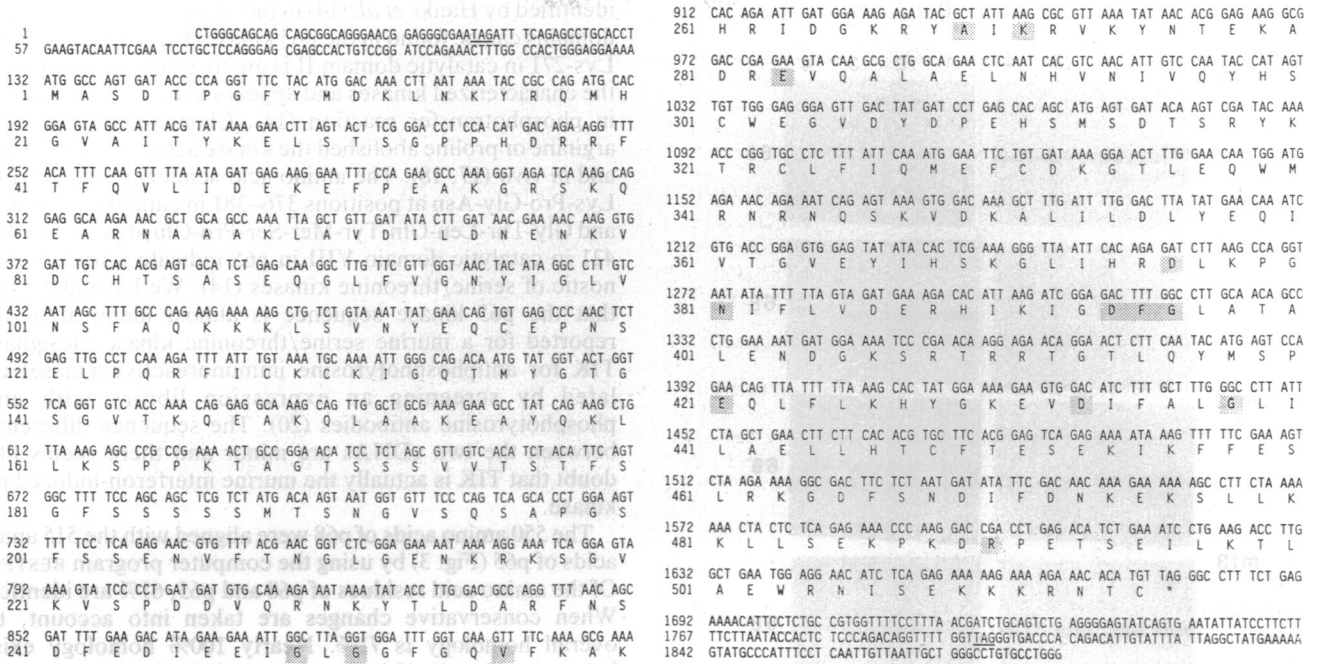 1 CTGGGCAGCAG CAGCGGCAGGGAACG GAGGGCGAATAGATT TCAGAGCCTGCACCT
57 GAAGTACAATTCGAA TCCTGCTCCAGGGAG CGAGCCACTGTCCGG ATCCAGAAACTTTGG CCACTGGGAGGAAAA
132 ATG GCC AGT GAT ACC CCA GGT TTC TAC ATG GAC AAA CTT AAT AAA TAC CGC CAG ATG CAC
1 M A S D T P G F Y M D K L N K Y R Q M H
192 GGA GTA GCC ATT ACG TAT AAA GAA CTT AGT ACT TCG GGA CCT CCA CAT GAC AGA AGG TTT
21 G V A I T Y K E L S T S G P P H D R R F
252 ACA TTT CAA GTT TTA ATA GAT GAG AAG GAA TTT CCA GAA GCC AAA GGT AGA TCA AAG CAG
41 T F Q V L I D E K E F P E A K G R S K Q
312 GAG GCA AGA AAC GCT GCA GCC AAA TTA GCT GTT GAT ATA CTT GAT AAC GAA AAC AAG GTG
61 E A R N A A A K L A V D I L D N E N K V
372 GAT TGT CAC ACG AGT GCA TCT GAG CAA GGC TTG TTC GTT GGT AAC TAC ATA GGC CTT GTC
81 D C H T S A S E Q G L F V G N Y I G L V
432 AAT AGC TTT GCC CAG AAG AAA AAG CTG TCT GTA AAT TAT GAA CAG TGT GAG CCC AAC TCT
101 N S F A Q K K K L S V N Y E Q C E P N S
492 GAG TTG CCT CAA AGA TTT ATT TGT AAA TGC AAA ATT GGG CAG ACA ATG TAT GGT ACT GGT
121 E L P Q R F I C K C K I G Q T M Y G T G
552 TCA GGT GTC ACC AAA CAG GAG GCA AAG CAG TTG GCT GCG AAA GAA GCC TAT CAG AAG CTG
141 S G V T K Q E A K Q L A A K E A Y Q K L
612 TTA AAG AGC CCG CCG AAA ACT GCC GGA ACA TCC TCT AGC GTT GTC ACA TCT ACA TTC AGT
161 L K S P P K T A G T S S S V V T S T F S
672 GGC TTT TCC AGC AGC TCG TCT ATG ACA AGT AAT GGT GTT TCC CAG TCA GCA CCT GGA AGT
181 G F S S S S S M T S N G V S Q S A P G S
732 TTT TCC TCA GAG AAC GTG TTT ACG AAC GGT CTC GGA GAA AAT AAA AGG AAA TCA GGA GTA
201 F S S E N V F T N G L G E N K R K S G V
792 AAA GTA TCC CCT GAT GAT GTG CAA AGA AAT AAA TAT ACC TTG GAC GCC AGG TTT AAC AGC
221 K V S P D D V Q R N K Y T L D A R F N S
852 GAT TTT GAA GAC ATA GAA GAA ATT GGC TTA GGT GGA TTT GGT CAA GTT TTC AAA GCG AAA
241 D F E D I E E I G L G G F G Q V F K A K
912 CAC AGA ATT GAT GGA AAG AGA TAC GCT ATT AAG CGC GTT AAA TAT AAC ACG GAG AAG GCG
261 H R I D G K R Y A I K R V K Y N T E K A
972 GAC CGA GAA GTA CAA GCG CTG GCA GAA CTC AAT CAC GTC AAC ATT GTC CAA TAC CAT AGT
281 D R E V Q A L A E L N H V N I V Q Y H S
1032 TGT TGG GAG GGA GTT GAC TAT GAT CCT GAG CAC AGC ATG AGT GAT ACA AGT CGA TAC AAA
301 C W E G V D Y D P E H S M S D T S R Y K
1092 ACC CGG TGC CTC TTT ATT CAA ATG GAA TTC TGT GAT AAA GGA ACT TTG GAA CAA TGG ATG
321 T R C L F I Q M E F C D K G T L E Q W M
1152 AGA AAC AGA AAT CAG AGT AAA GTG GAC AAA GCT TTG ATT TTG GAC TTA TAT GAA CAA ATC
341 R N R N Q S K V D K A L I L D L Y E Q I
1212 GTG ACC GGA GTG GAG TAT ATA CAC TCG AAA GGG TTA ATT CAC AGA GAT CTT AAG CCA GGT
361 V T G V E Y I H S K G L I H R D L K P G
1272 AAT ATA TTT TTA GTA GAT GAA AGA CAC ATT AAG ATC GGA GAC TTT GGC CTT GCA ACA GCC
381 N I F L V D E R H I K I G D F G L A T A
1332 CTG GAA AAT GAT GGA AAA TCC CGA ACA AGG AGA ACA GGA ACT CTT CAA TAC ATG AGT CCA
401 L E N D G K S R T R R T G T L Q Y M S P
1392 GAA CAG TTA TTT TTA AAG CAC TAT GGA AAA GAA GTG GAC ATC TTT GCT TTG GGC CTT ATT
421 E Q L F L K H Y G K E V D I F A L G L I
1452 CTA GCT GAA CTT CTT CAC ACG TGC TTC ACG GAG TCA GAG AAA ATA AAG TTT TTC GAA AGT
441 L A E L L H T C F T E S E K I K F F E S
1512 CTA AGA AAA GGC GAC TTC TCT AAT GAT ATA TTC GAC AAC AAA GAA AAA AGC CTT CTA AAA
461 L R K G D F S N D I F D N K E K S L L K
1572 AAA CTA CTC TCA GAG AAA CCC AAG GAC CGA CCT GAG ACA TCT GAA ATC CTG AAG ACC TTG
481 K L L S E K P K D R P E T S E I L K T L
1632 GCT GAA TGG AGG AAC ATC TCA GAG AAA AAG AAA AGA AAC ACA TGT TAG GGC CTT TCT GAG
501 A E W R N I S E K K K R N T C *
1692 AAAACATTCCTCTGC CGTGGTTTTCCTTTA ACGATCTGCAGTCTG AGGGGAGTATCAGTG AATATTATCCTTCTT
1767 TTCTTAATACCACTC TCCCAGACAGGTTTT GGTTAGGGTGACCCA CAGACATTGTATTTA TTAGGCTATGAAAAA
1842 GTATGCCCATTTCCT CAATTGTTAATTGCT GGGCCTGTGCCTGGG